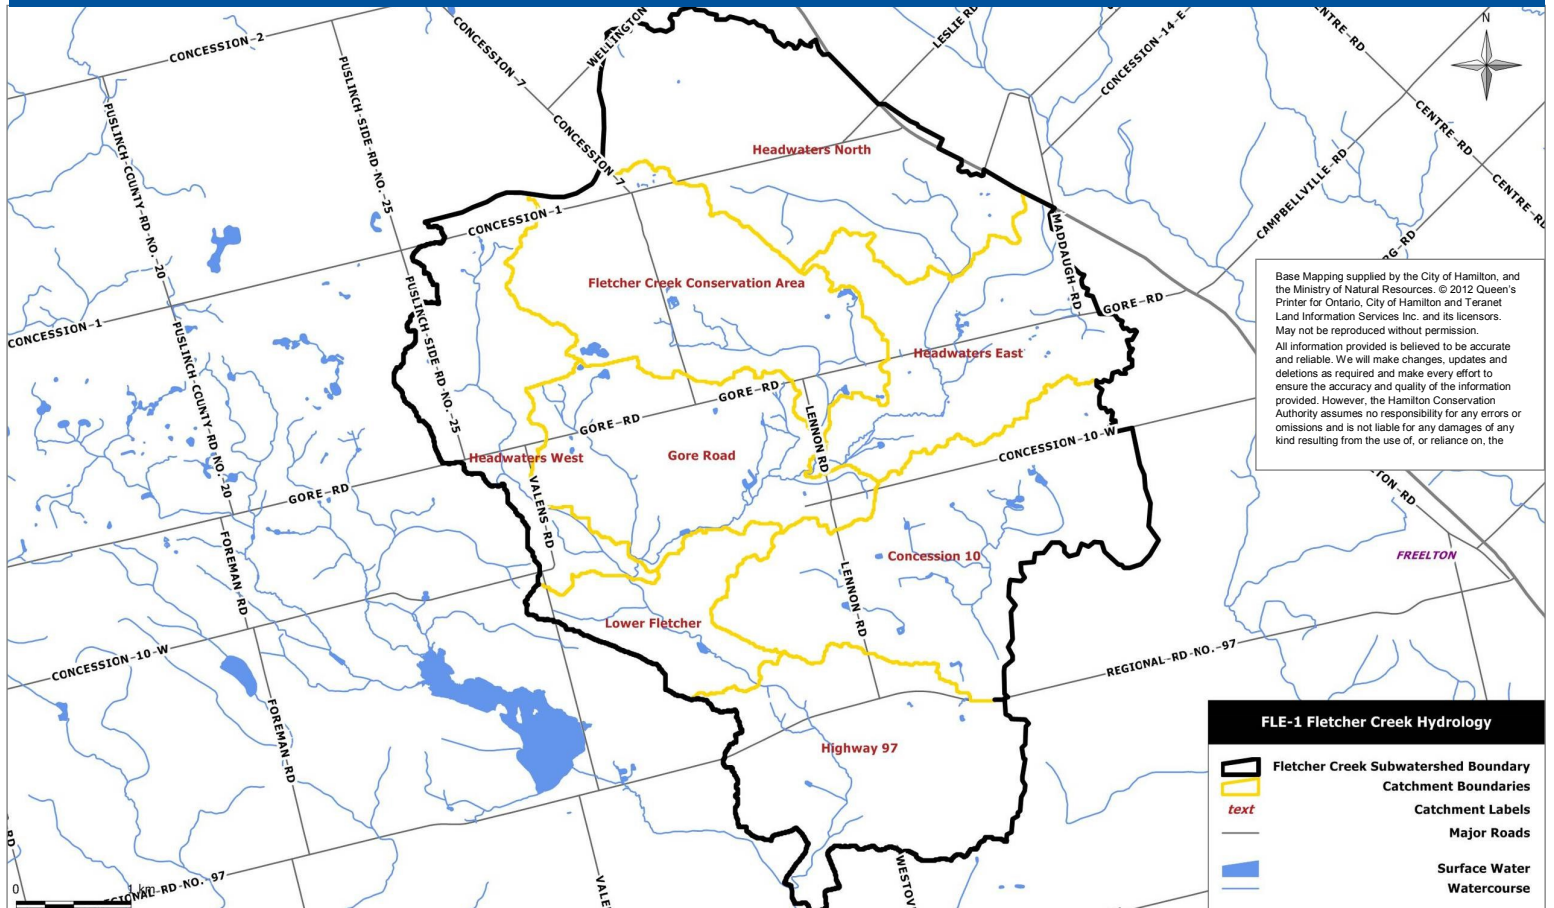 CONCESSION-2
CONCESSION-7
WELLINGTON
LESLIE RD
CONCESSION-14-E
CENTRE-RD
N
PUSLINCH-COUNTY-RD-NO.-20
PUSLINCH-SIDE-RD-NO.-25
CONCESSION-7
Headwaters North
CENTRE-RD
CAMPBELLVILLE-RD
CENTRE-RD
CONCESSION-1
MADDAUGH-RD
Fletcher Creek Conservation Area
GORE-RD
CONCESSION-1
PUSLINCH-COUNTY-RD NO.-20
PUSLINCH-SIDE-RD-NO.-25
Headwaters East
GORE-RD
GORE-RD
LENNON RD
CONCESSION-10-W
Headwaters West
Gore Road
GORE-RD
VALENS-RD
FOREMAN-RD
Concession 10
LENNON-RD
FREELTON
Lower Fletcher
CONCESSION-10-W
REGIONAL-RD-NO.-97
FOREMAN-RD
Highway 97
Base Mapping supplied by the City of Hamilton, and
the Ministry of Natural Resources. © 2012 Queen's
Printer for Ontario, City of Hamilton and Teranet
Land Information Services Inc. and its licensors.
May not be reproduced without permission.
All information provided is believed to be accurate
and reliable. We will make changes, updates and
deletions as required and make every effort to
ensure the accuracy and quality of the information
provided. However, the Hamilton Conservation
Authority assumes no responsibility for any errors or
omissions and is not liable for any damages of any
kind resulting from the use of, or reliance on, the
FLE-1 Fletcher Creek Hydrology
Fletcher Creek Subwatershed Boundary
Catchment Boundaries
text
Catchment Labels
Major Roads
Surface Water
Watercourse
0
1 km
RD-NO.-97
RD